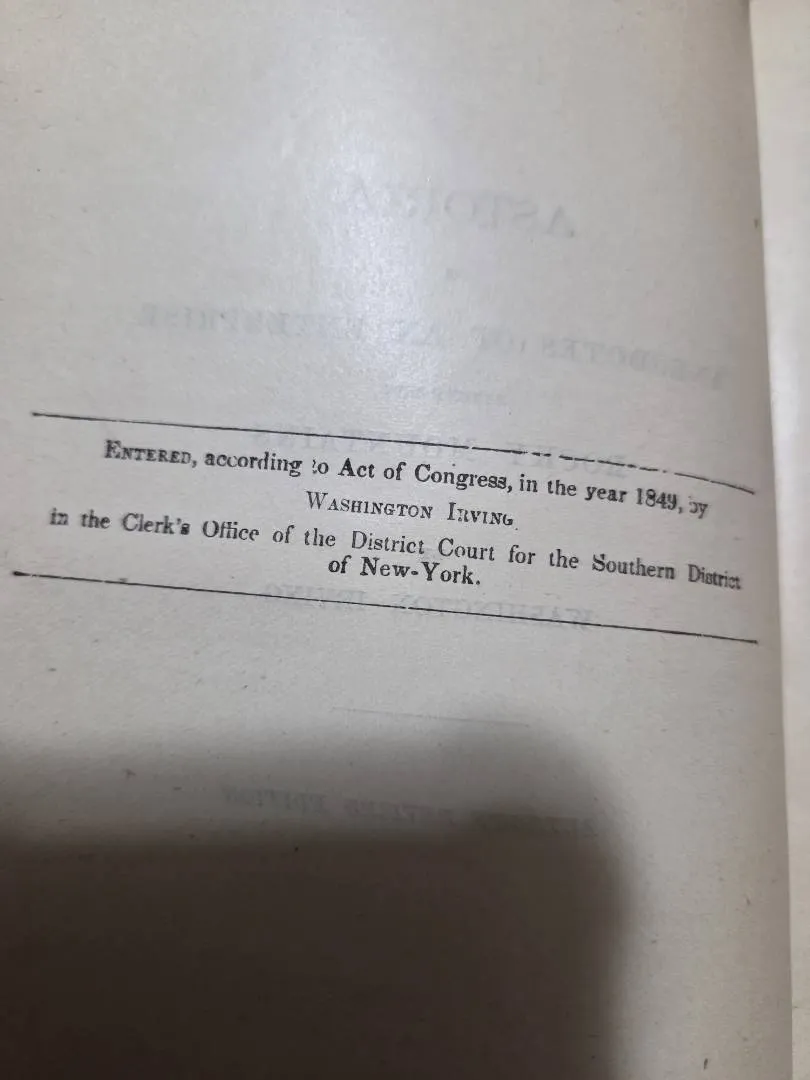 ENTERED, according to Act of Congress, in the year 1849, by
WASHINGTON IRVING
in the Clerk's Office of the District Court for the Southern District
of New-York.